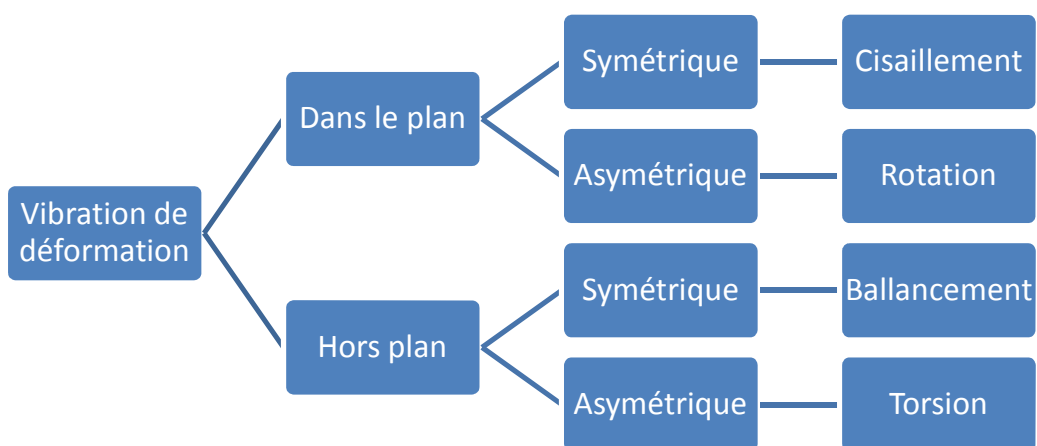 Vibration de
déformation
Dans le plan
Symétrique
Cisaillement
Asymétrique
Rotation
Hors plan
Symétrique
Ballancement
Asymétrique
Torsion